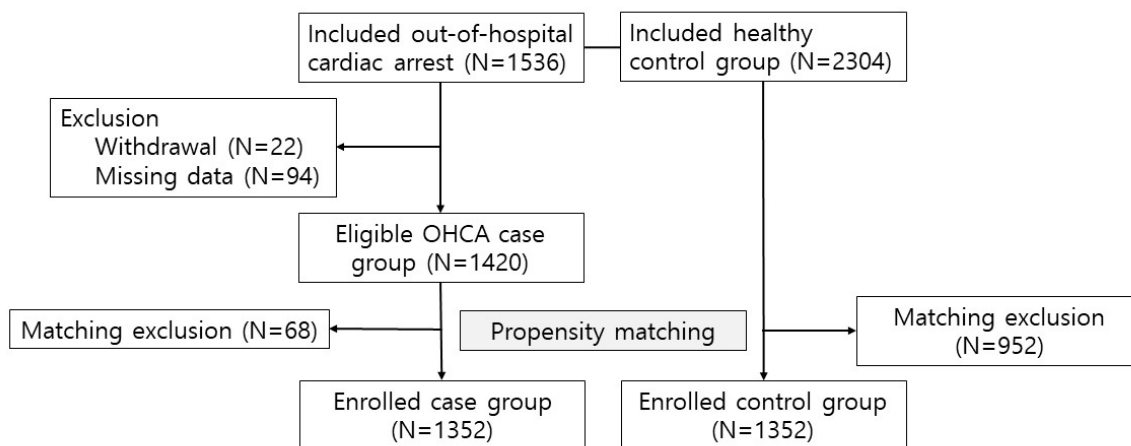 Included out-of-hospital
cardiac arrest (N=1536)
Included healthy
control group (N=2304)
Exclusion
Withdrawal (N=22)
Missing data (N=94)
Eligible OHCA case
group (N=1420)
Matching exclusion (N=68)
Propensity matching
Matching exclusion
(N=952)
Enrolled case group
(N=1352)
Enrolled control group
(N=1352)